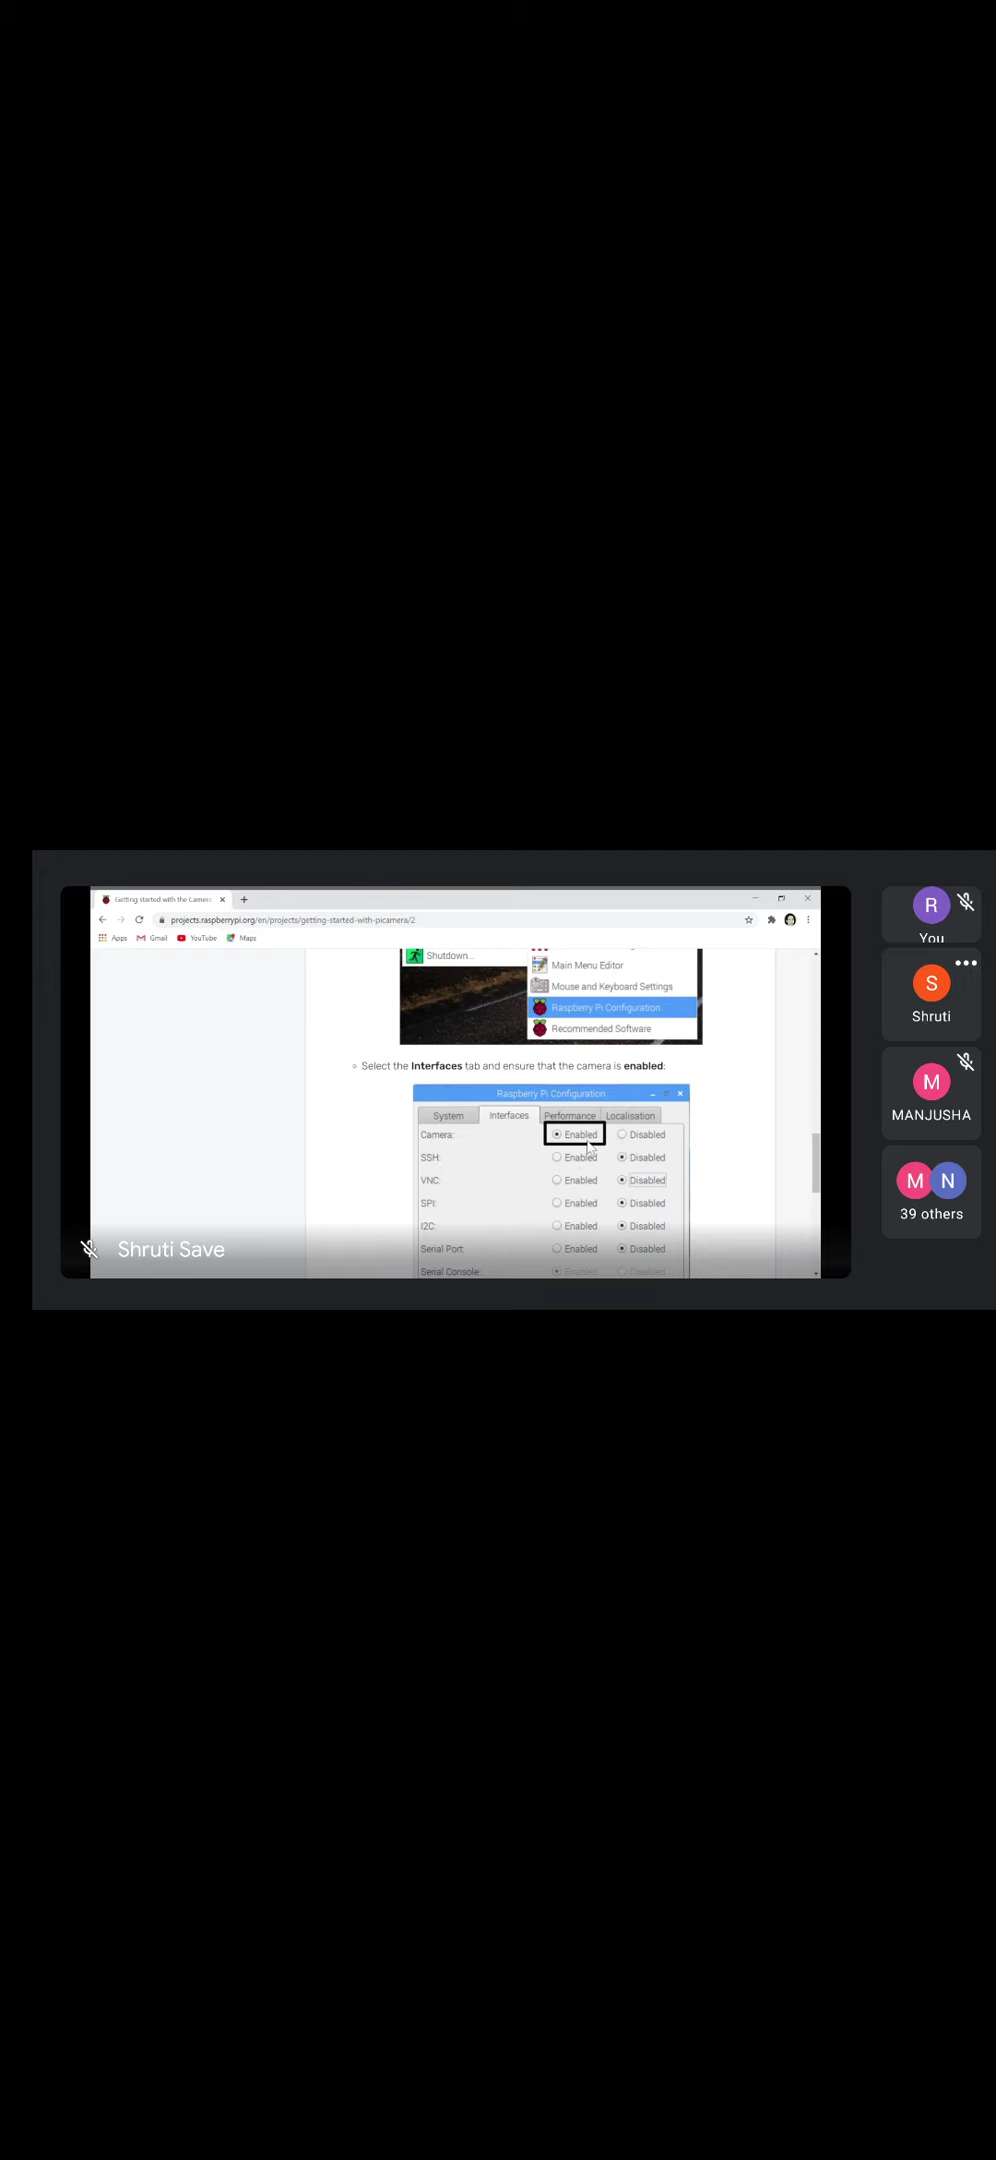 Getting started with the Camera
projects.raspberrypi.org/en/projects/getting-started-with-picamera/2
Apps Gmail YouTube Maps
Shutdown...
Main Menu Editor
Mouse and Keyboard Settings
Raspberry Pi Configuration
Recommended Software
Select the Interfaces tab and ensure that the camera is enabled:
Raspberry Pi Configuration
System Interfaces Performance Localisation
Camera: Enabled Disabled
SSH: Enabled Disabled
VNC: Enabled Disabled
SPI: Enabled Disabled
I2C: Enabled Disabled
Serial Port: Enabled Disabled
Serial Console: Enabled Disabled
Shruti Save
R
You
S
Shruti
M
MANJUSHA
M N
39 others